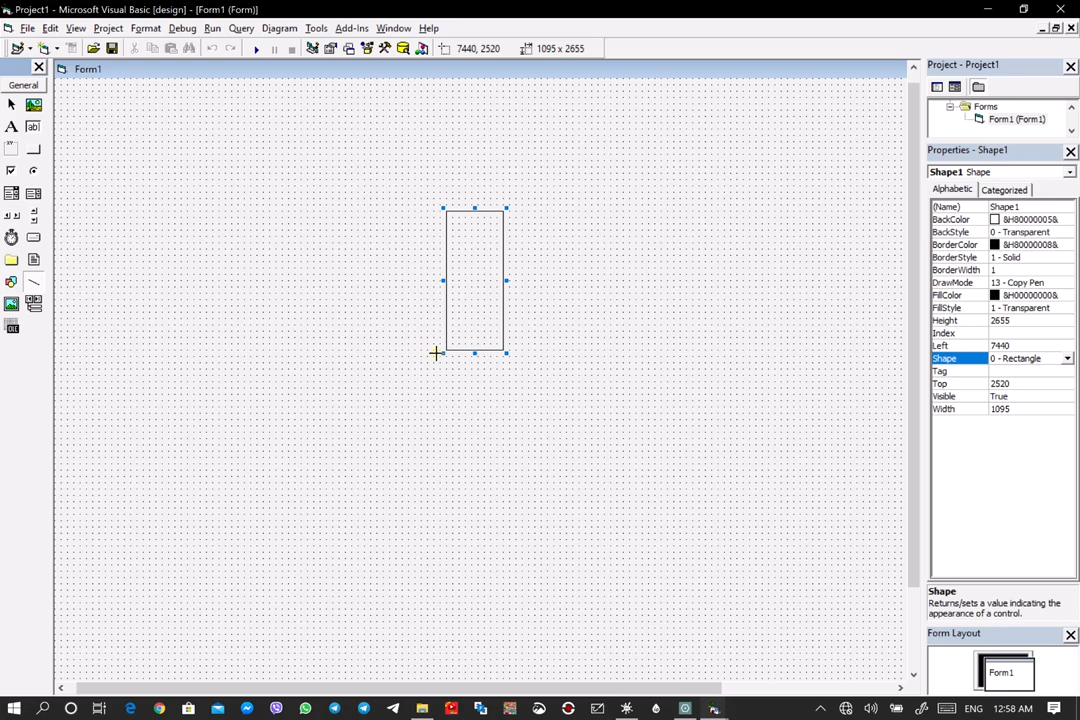 Project1 - Microsoft Visual Basic [design] - [Form1 (Form)]
File Edit View Project Format Debug Run Query Diagram Tools Add-Ins Window Help
7440, 2520 1095 x 2655
Form1
General
A ab|
Project - Project1
Forms
Form1 (Form1)
Properties - Shape1
Shape1 Shape
Alphabetic Categorized
(Name) Shape1
BackColor &H80000005&
BackStyle 0 - Transparent
BorderColor &H80000008&
BorderStyle 1 - Solid
BorderWidth 1
DrawMode 13 - Copy Pen
FillColor &H00000000&
FillStyle 1 - Transparent
Height 2655
Index
Left 7440
Shape 0 - Rectangle
Tag
Top 2520
Visible True
Width 1095
Shape
Returns/sets a value indicating the
appearance of a control.
Form Layout
Form1
ENG 12:58 AM